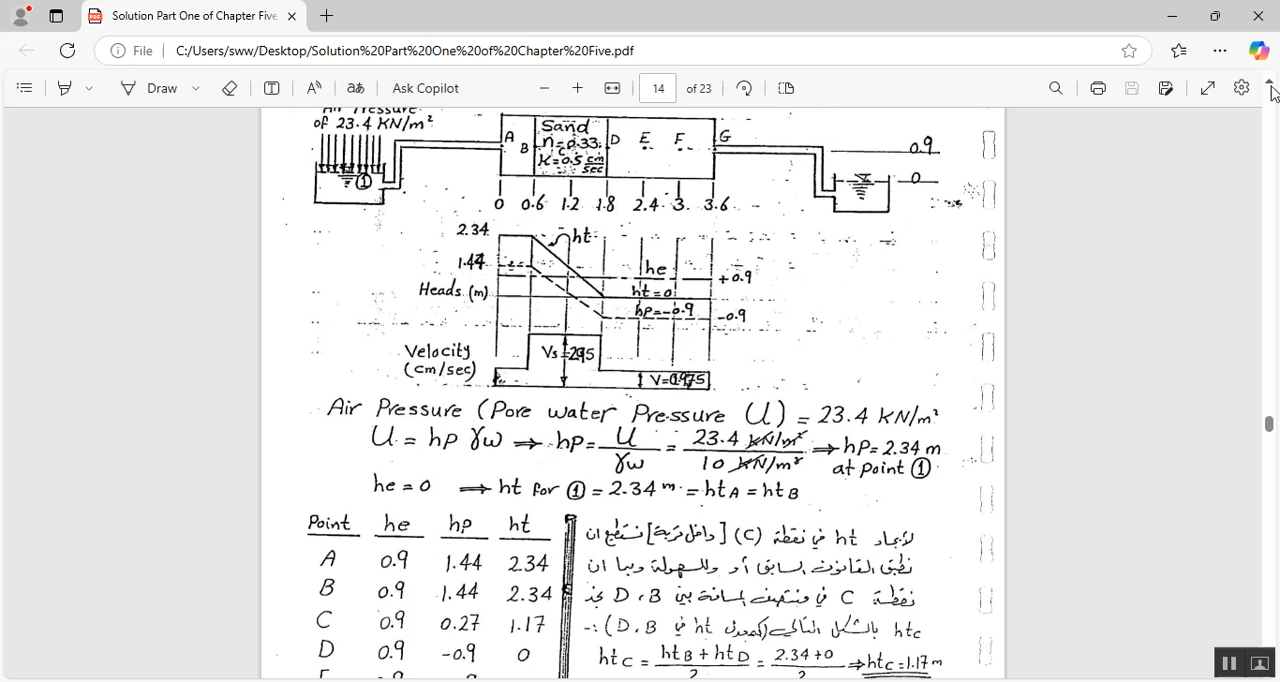 Solution Part One of Chapter Five
File
C:/Users/sww/Desktop/Solution%20Part%20One%20of%20Chapter%20Five.pdf
Draw
Ask Copilot
14 of 23
Air Pressure
of 23.4 KN/m²
A B Sand D E F G
n=0.33
C
K=0.5 cm/sec
0.9
0
①
0 0.6 1.2 1.8 2.4 3. 3.6
2.34 ht
1.44 he +0.9
Heads (m) ht=0
hp=-0.9 -0.9
Velocity Vs=2.95
(cm/sec) V=0.975
Air Pressure (Pore water Pressure U) = 23.4 KN/m²
U = hp γw ⇒ hp = U/γw = 23.4 KN/m²/10 KN/m³ ⇒ hp = 2.34 m
at point ①
he = 0 ⇒ ht for ① = 2.34 m = htA = htB
Point he hp ht
A 0.9 1.44 2.34
B 0.9 1.44 2.34
C 0.9 0.27 1.17
D 0.9 -0.9 0
لأيجاد ht في نقطة (C) [داخل تربة] نستطيع ان
نطبق القانون السابق أو وللسهولة وبما ان
نقطة C في منتصف المسافة بين D، B نجد
htc بالشكل التالي (كمعدل ht في D، B) :-
htC = htB + htD / 2 = 2.34+0 / 2 ⇒ htC = 1.17 m